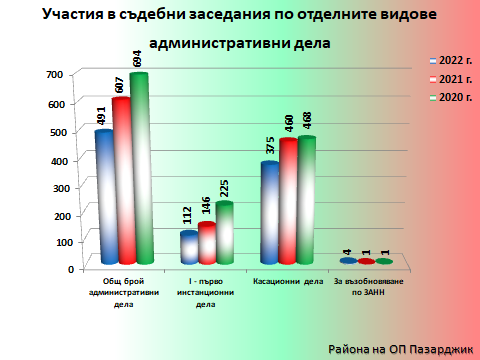 Участия в съдебни заседания по отделните видове
административни дела
2022 г.
2021 г.
2020 г.
700
600
500
400
300
200
100
0
491
607
694
112
146
225
375
460
468
4
1
1
Общ брой
административни
дела
I - първо
инстанционни
дела
Касационни дела
За възобновяване
по ЗАНН
Района на ОП Пазарджик